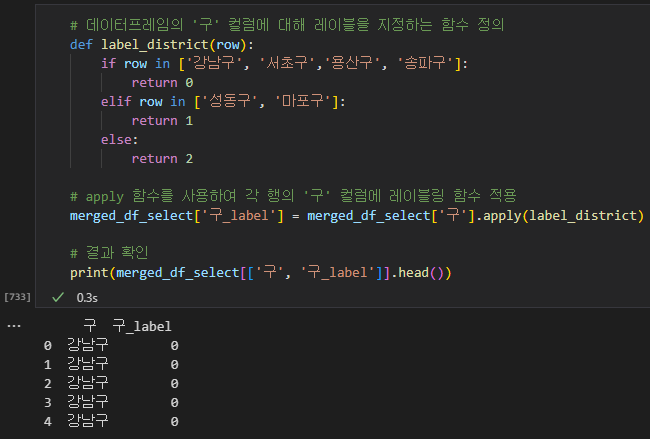 # 데이터프레임의 '구' 컬럼에 대해 레이블을 지정하는 함수 정의
def label_district(row):
    if row in ['강남구', '서초구','용산구', '송파구']:
        return 0
    elif row in ['성동구', '마포구']:
        return 1
    else:
        return 2

# apply 함수를 사용하여 각 행의 '구' 컬럼에 레이블링 함수 적용
merged_df_select['구_label'] = merged_df_select['구'].apply(label_district)

# 결과 확인
print(merged_df_select[['구', '구_label']].head())
[733] ✓ 0.3s
... 구 구_label
0 강남구 0
1 강남구 0
2 강남구 0
3 강남구 0
4 강남구 0